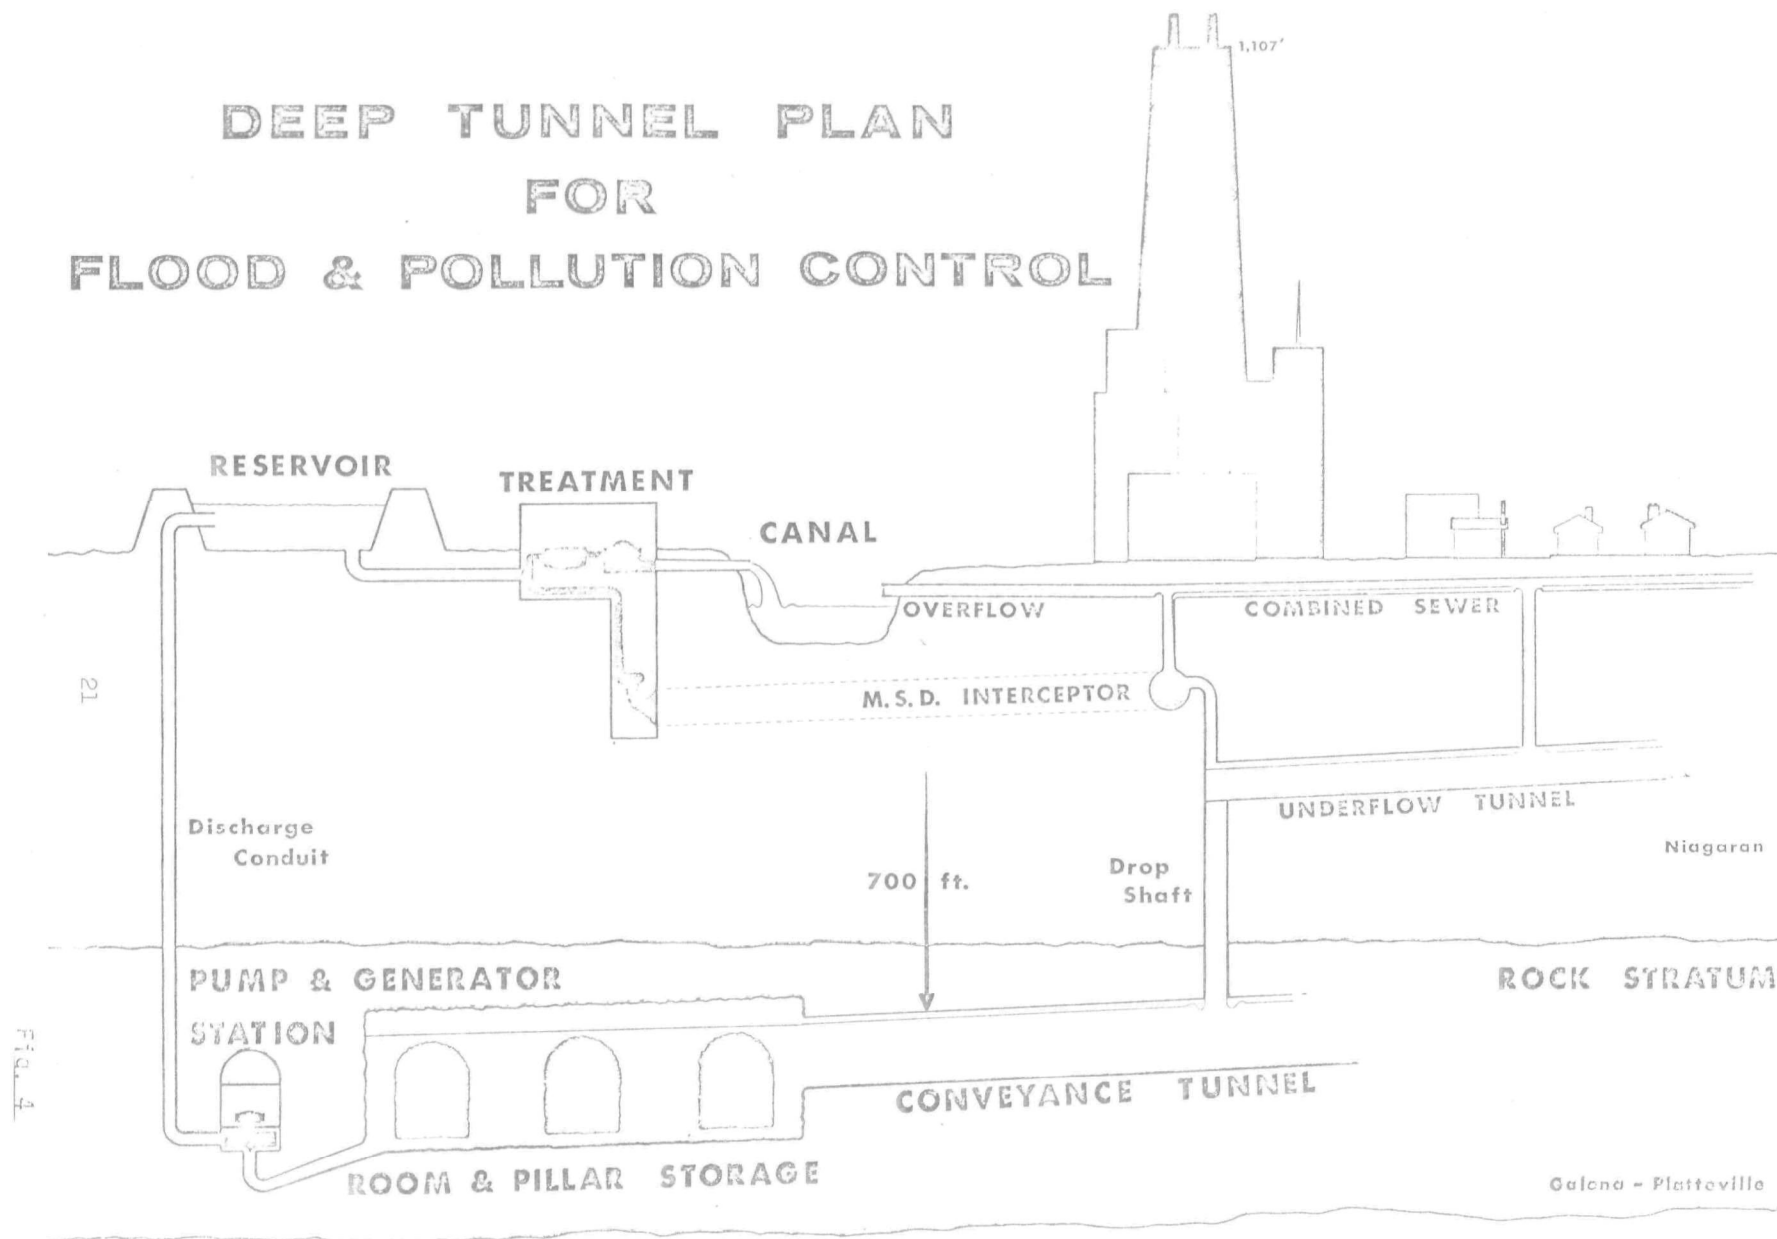 DEEP TUNNEL PLAN
FOR
FLOOD & POLLUTION CONTROL
1,107'
RESERVOIR
TREATMENT
CANAL
OVERFLOW
COMBINED SEWER
M.S.D. INTERCEPTOR
UNDERFLOW TUNNEL
21
Discharge
Conduit
700 ft.
Drop
Shaft
Niagaran
PUMP & GENERATOR
STATION
ROCK STRATUM
CONVEYANCE TUNNEL
ROOM & PILLAR STORAGE
Galena - Platteville
Fig. 4